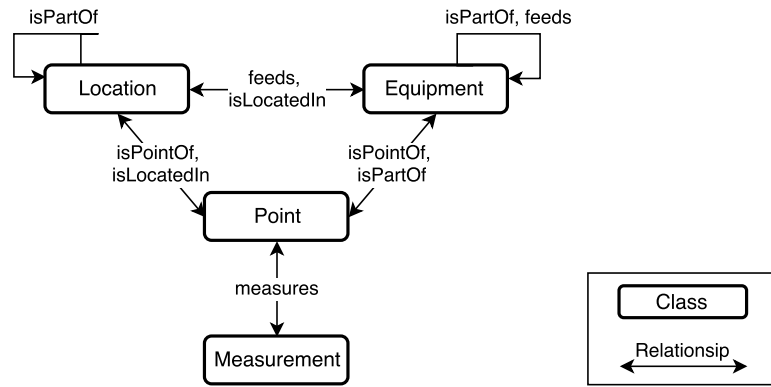 isPartOf
isPartOf, feeds
Location
feeds,
isLocatedIn
Equipment
isPointOf,
isLocatedIn
isPointOf,
isPartOf
Point
measures
Measurement
Class
Relationsip